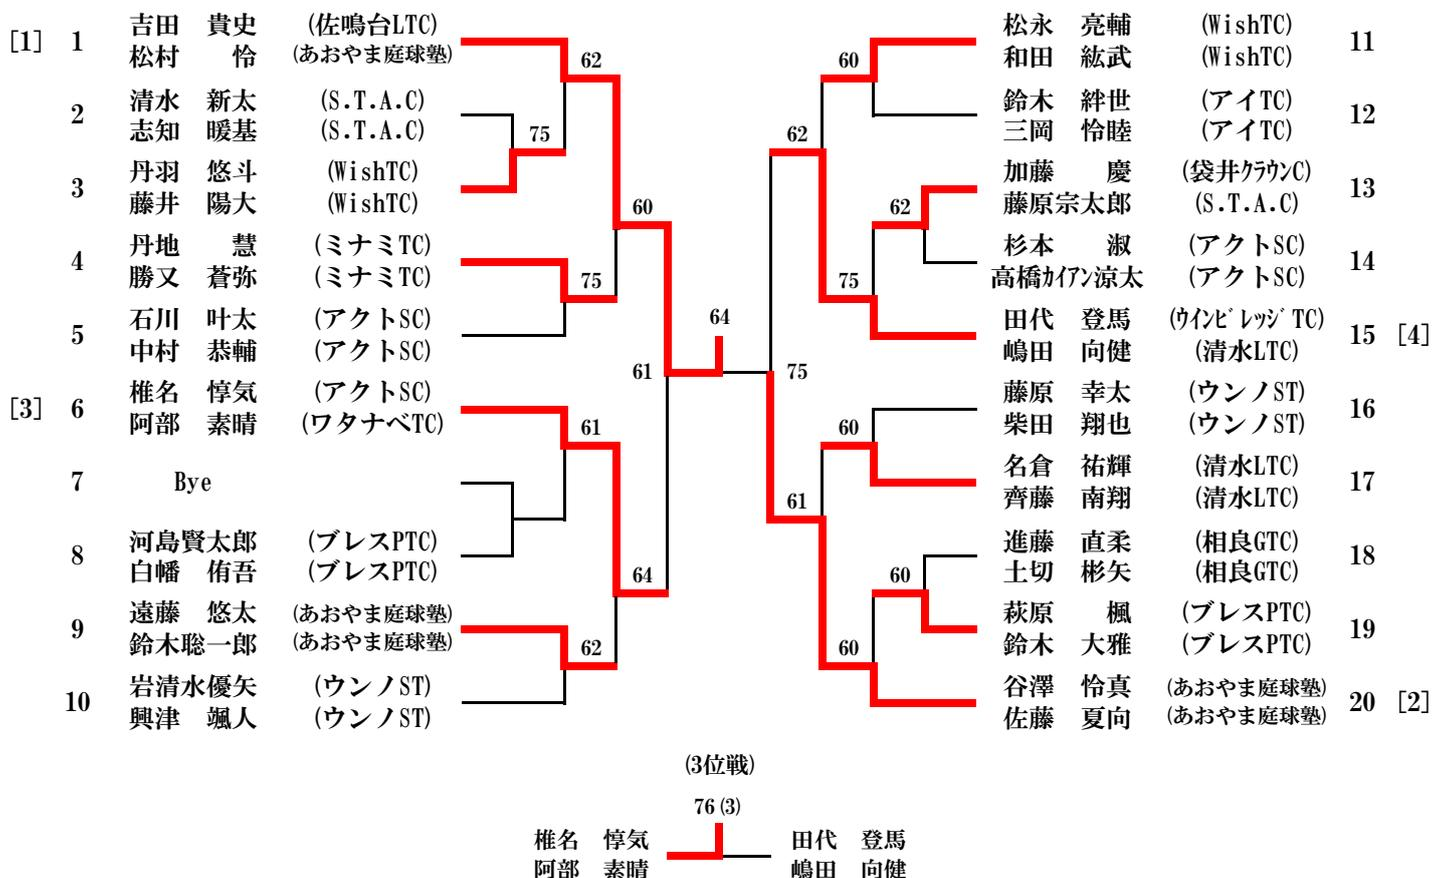 [1] 1 吉田　貴史 (佐鳴台LTC)
松村　　怜 (あおやま庭球塾)
2 清水　新太 (S.T.A.C)
志知　暖基 (S.T.A.C)
3 丹羽　悠斗 (WishTC)
藤井　陽大 (WishTC)
4 丹地　　慧 (ミナミTC)
勝又　蒼弥 (ミナミTC)
5 石川　叶太 (アクトSC)
中村　恭輔 (アクトSC)
[3] 6 椎名　惇気 (アクトSC)
阿部　素晴 (ワタナベTC)
7 Bye
8 河島賢太郎 (ブレスPTC)
白幡　侑吾 (ブレスPTC)
9 遠藤　悠太 (あおやま庭球塾)
鈴木聡一郎 (あおやま庭球塾)
10 岩清水優矢 (ウンノST)
興津　颯人 (ウンノST)
62
75
60
75
61
61
64
62
64
松永　亮輔 (WishTC) 11
和田　紘武 (WishTC)
鈴木　絆世 (アイTC) 12
三岡　怜睦 (アイTC)
加藤　　慶 (袋井ｸﾗｳﾝC) 13
藤原宗太郎 (S.T.A.C)
杉本　　淑 (アクトSC) 14
高橋ｶｲｱﾝ涼太 (アクトSC)
田代　登馬 (ｳｲﾝﾋﾞﾚｯｼﾞTC) 15 [4]
嶋田　向健 (清水LTC)
藤原　幸太 (ウンノST) 16
柴田　翔也 (ウンノST)
名倉　祐輝 (清水LTC) 17
齊藤　南翔 (清水LTC)
進藤　直柔 (相良GTC) 18
土切　彬矢 (相良GTC)
萩原　　楓 (ブレスPTC) 19
鈴木　大雅 (ブレスPTC)
谷澤　怜真 (あおやま庭球塾) 20 [2]
佐藤　夏向 (あおやま庭球塾)
60
62
62
75
75
60
61
60
60
(3位戦)
76(3)
椎名　惇気 田代　登馬
阿部　素晴 嶋田　向健